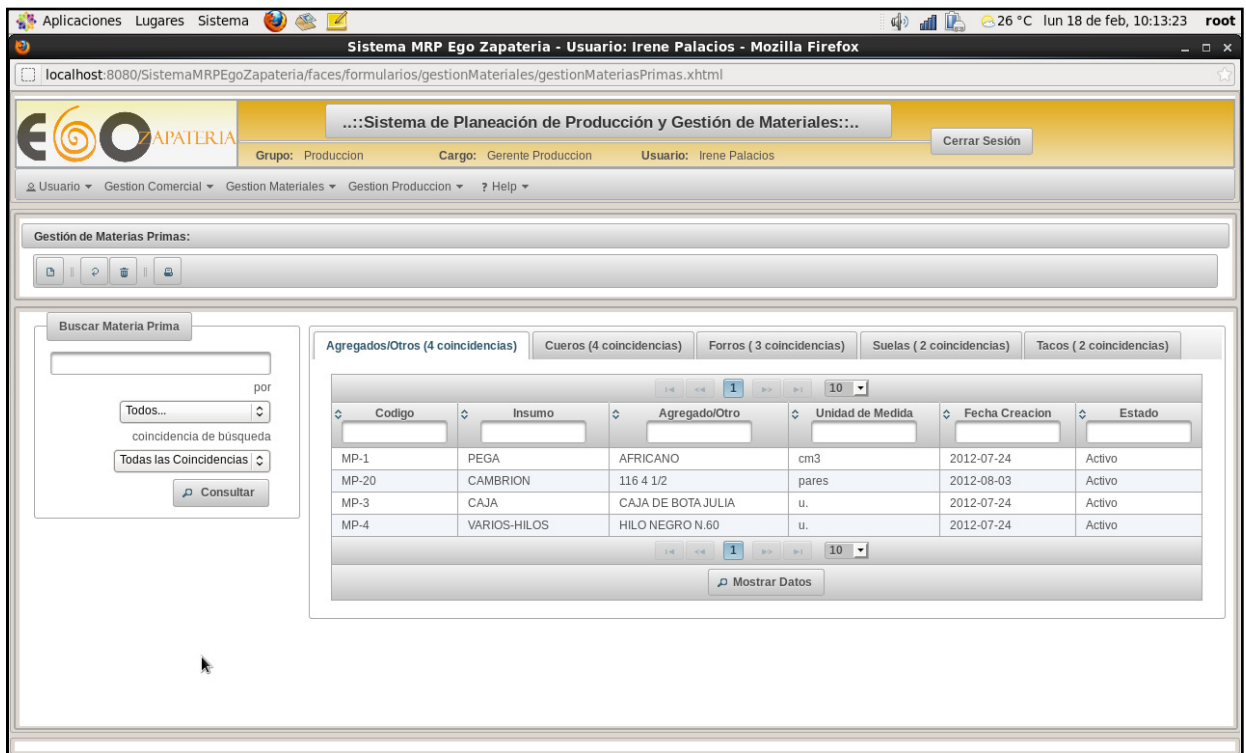 Aplicaciones Lugares Sistema 26 °C lun 18 de feb, 10:13:23 root
Sistema MRP Ego Zapateria - Usuario: Irene Palacios - Mozilla Firefox
localhost:8080/SistemaMRPEgoZapateria/faces/formularios/gestionMateriales/gestionMateriasPrimas.xhtml
EGO ZAPATERIA
..::Sistema de Planeación de Producción y Gestión de Materiales::..
Cerrar Sesión
Grupo: Produccion Cargo: Gerente Produccion Usuario: Irene Palacios
Usuario Gestion Comercial Gestion Materiales Gestion Produccion ? Help
Gestión de Materias Primas:
Buscar Materia Prima
por
Todos...
coincidencia de búsqueda
Todas las Coincidencias
Consultar
Agregados/Otros (4 coincidencias) Cueros (4 coincidencias) Forros ( 3 coincidencias) Suelas ( 2 coincidencias) Tacos ( 2 coincidencias)
1 10
Codigo Insumo Agregado/Otro Unidad de Medida Fecha Creacion Estado
MP-1 PEGA AFRICANO cm3 2012-07-24 Activo
MP-20 CAMBRION 116 4 1/2 pares 2012-08-03 Activo
MP-3 CAJA CAJA DE BOTA JULIA u. 2012-07-24 Activo
MP-4 VARIOS-HILOS HILO NEGRO N.60 u. 2012-07-24 Activo
1 10
Mostrar Datos